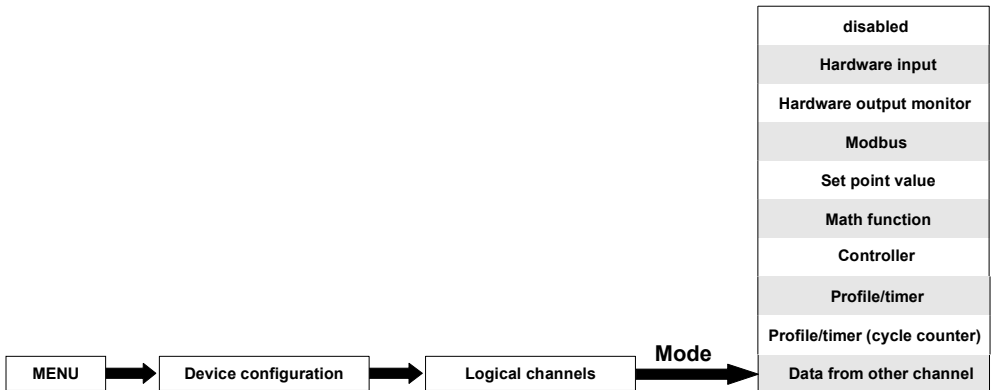 disabled
Hardware input
Hardware output monitor
Modbus
Set point value
Math function
Controller
Profile/timer
Profile/timer (cycle counter)
Data from other channel
MENU
Device configuration
Logical channels
Mode